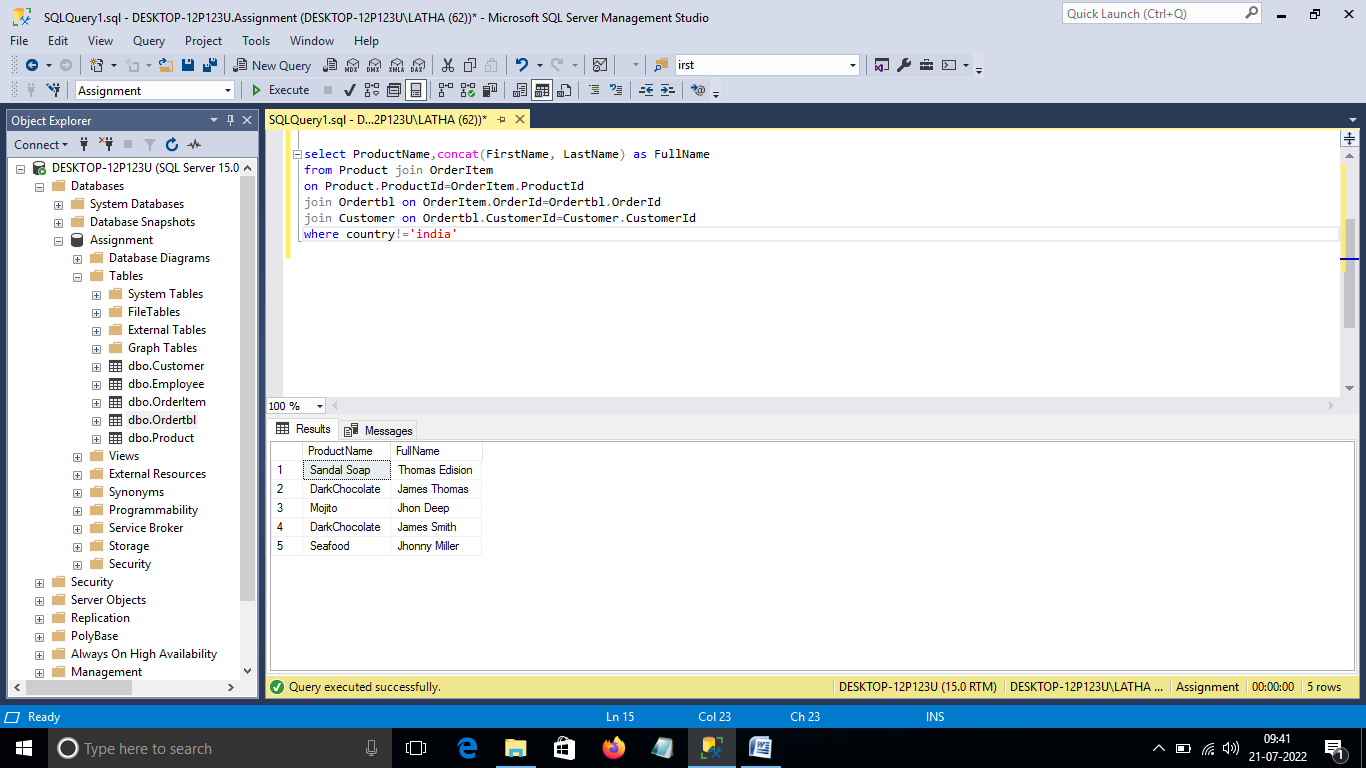 SQLQuery1.sql - DESKTOP-12P123U.Assignment (DESKTOP-12P123U\LATHA (62))* - Microsoft SQL Server Management Studio
Quick Launch (Ctrl+Q)
File Edit View Query Project Tools Window Help
New Query MDX DMX XMLA DAX irst
Assignment Execute
Object Explorer
SQLQuery1.sql - D...2P123U\LATHA (62))*
Connect
DESKTOP-12P123U (SQL Server 15.0
Databases
System Databases
Database Snapshots
Assignment
Database Diagrams
Tables
System Tables
FileTables
External Tables
Graph Tables
dbo.Customer
dbo.Employee
dbo.OrderItem
dbo.Ordertbl
dbo.Product
Views
External Resources
Synonyms
Programmability
Service Broker
Storage
Security
Security
Server Objects
Replication
PolyBase
Always On High Availability
Management
select ProductName,concat(FirstName, LastName) as FullName
from Product join OrderItem
on Product.ProductId=OrderItem.ProductId
join Ordertbl on OrderItem.OrderId=Ordertbl.OrderId
join Customer on Ordertbl.CustomerId=Customer.CustomerId
where country!='india'
100 %
Results Messages
ProductName FullName
1 Sandal Soap Thomas Edision
2 DarkChocolate James Thomas
3 Mojito Jhon Deep
4 DarkChocolate James Smith
5 Seafood Jhonny Miller
Query executed successfully. DESKTOP-12P123U (15.0 RTM) DESKTOP-12P123U\LATHA ... Assignment 00:00:00 5 rows
Ready Ln 15 Col 23 Ch 23 INS
Type here to search
09:41
21-07-2022
1